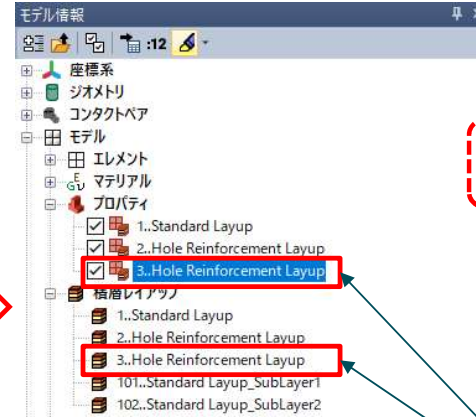 モデル情報
:12
座標系
ジオメトリ
コンタクトペア
モデル
エレメント
マテリアル
プロパティ
1..Standard Layup
2..Hole Reinforcement Layup
3..Hole Reinforcement Layup
積層レイアップ
1..Standard Layup
2..Hole Reinforcement Layup
3..Hole Reinforcement Layup
101..Standard Layup_SubLayer1
102..Standard Layup_SubLayer2